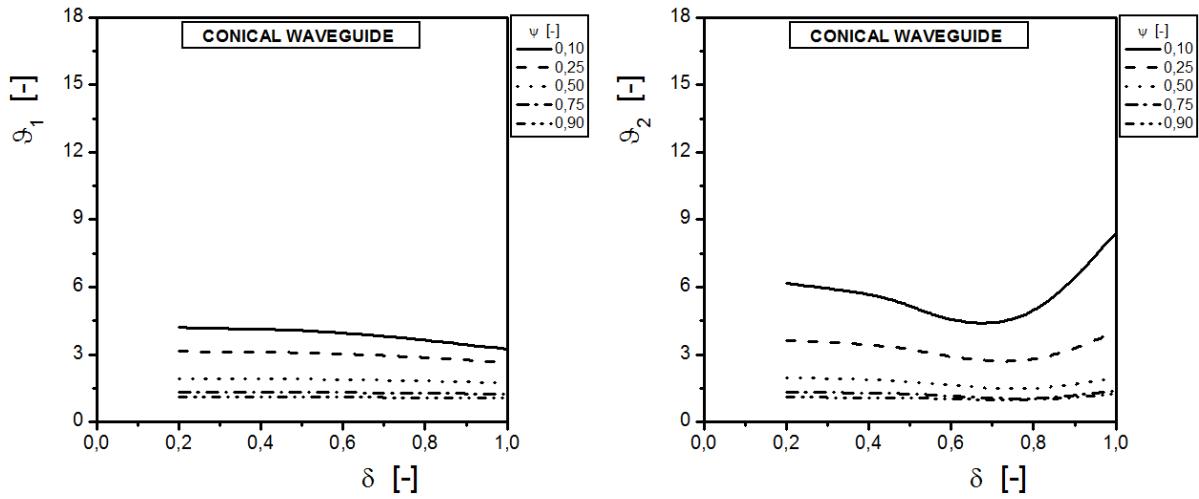 CONICAL WAVEGUIDE
ψ [-]
0,10
0,25
0,50
0,75
0,90
18
15
12
9
6
3
0
ϑ1 [-]
0,0 0,2 0,4 0,6 0,8 1,0
δ [-]
CONICAL WAVEGUIDE
ψ [-]
0,10
0,25
0,50
0,75
0,90
18
15
12
9
6
3
0
ϑ2 [-]
0,0 0,2 0,4 0,6 0,8 1,0
δ [-]